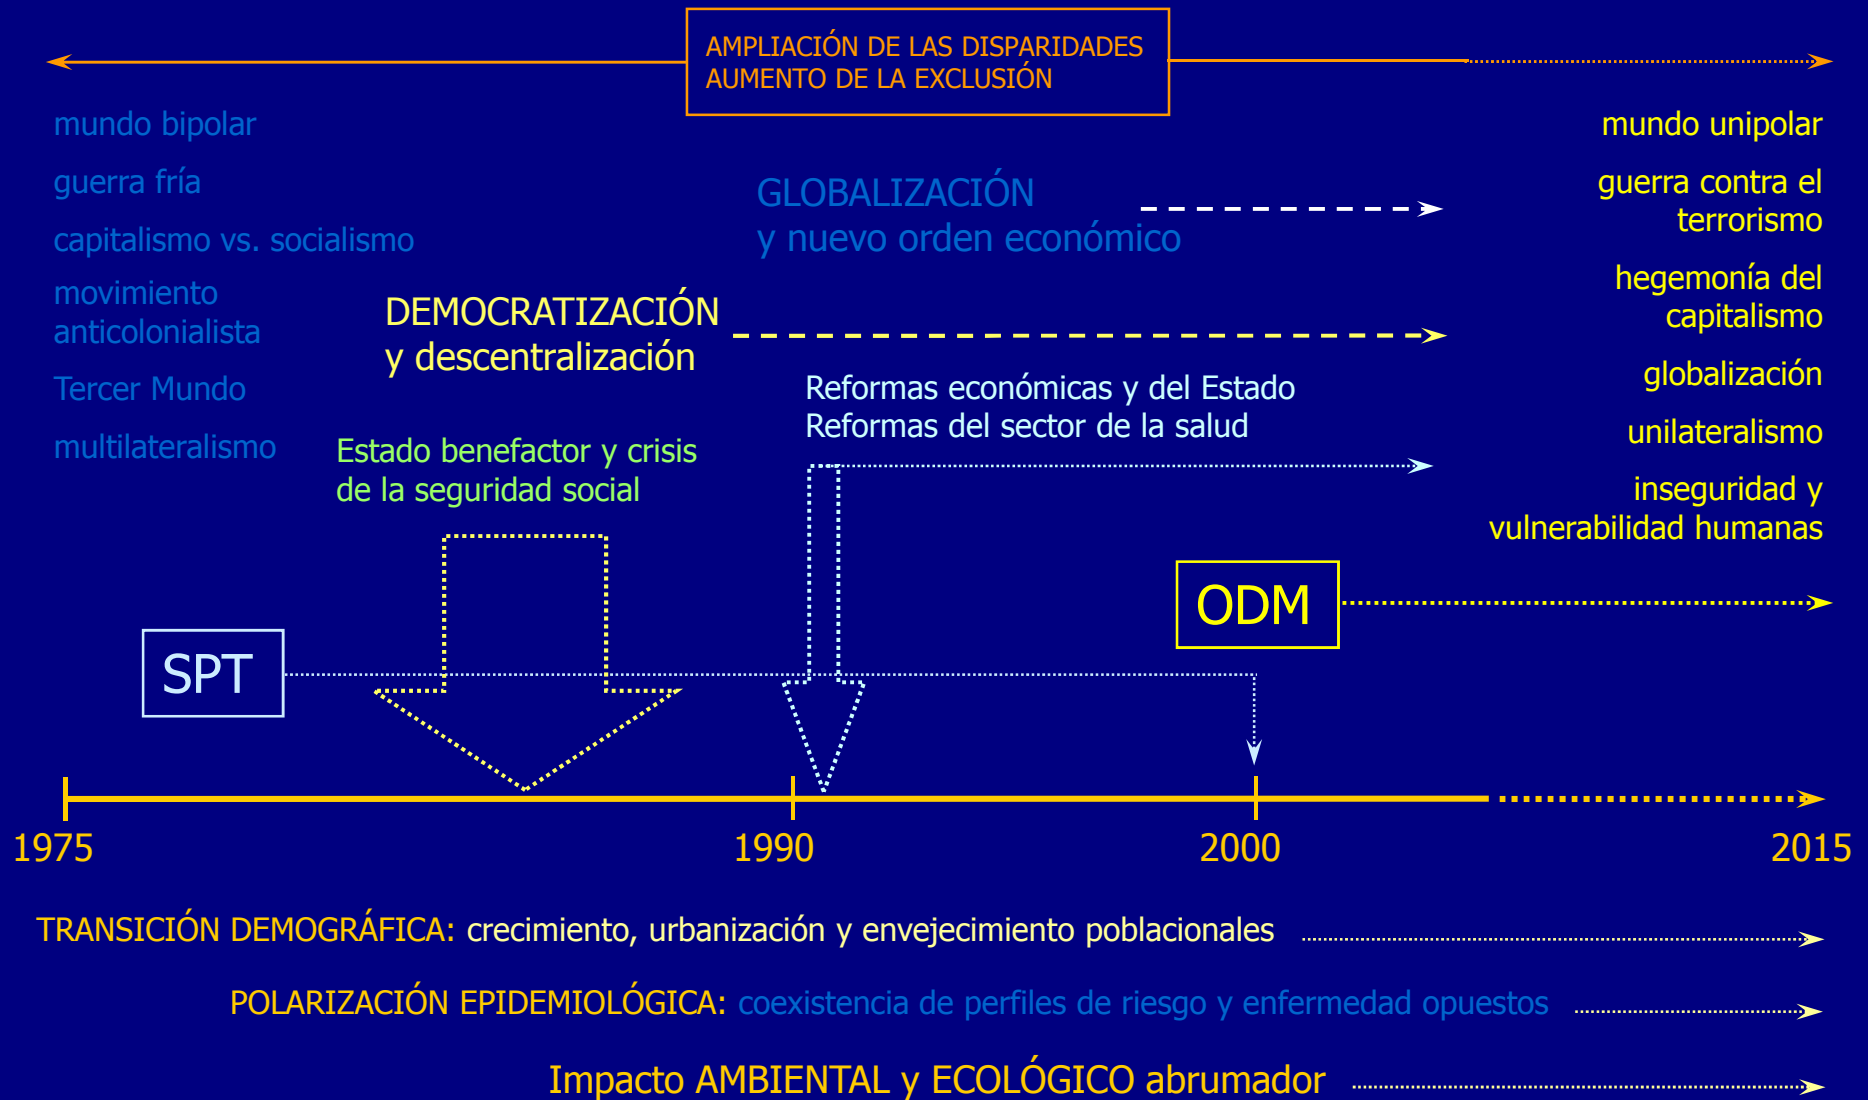 AMPLIACIÓN DE LAS DISPARIDADES
AUMENTO DE LA EXCLUSIÓN
mundo bipolar
guerra fría
capitalismo vs. socialismo
movimiento
anticolonialista
Tercer Mundo
multilateralismo
GLOBALIZACIÓN
y nuevo orden económico
DEMOCRATIZACIÓN
y descentralización
Reformas económicas y del Estado
Reformas del sector de la salud
Estado benefactor y crisis
de la seguridad social
mundo unipolar
guerra contra el
terrorismo
hegemonía del
capitalismo
globalización
unilateralismo
inseguridad y
vulnerabilidad humanas
ODM
SPT
1975
1990
2000
2015
TRANSICIÓN DEMOGRÁFICA: crecimiento, urbanización y envejecimiento poblacionales
POLARIZACIÓN EPIDEMIOLÓGICA: coexistencia de perfiles de riesgo y enfermedad opuestos
Impacto AMBIENTAL y ECOLÓGICO abrumador